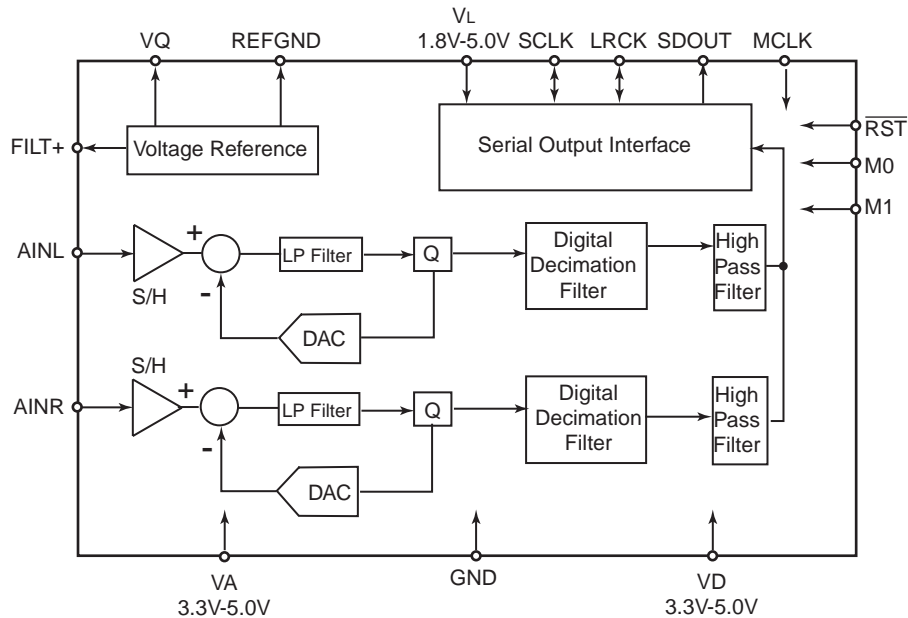 VQ
REFGND
VL
1.8V-5.0V
SCLK
LRCK
SDOUT
MCLK
FILT+
Voltage Reference
Serial Output Interface
RST
M0
M1
AINL
S/H
+
-
LP Filter
Q
DAC
Digital
Decimation
Filter
High
Pass
Filter
AINR
S/H
+
-
LP Filter
Q
DAC
Digital
Decimation
Filter
High
Pass
Filter
VA
3.3V-5.0V
GND
VD
3.3V-5.0V